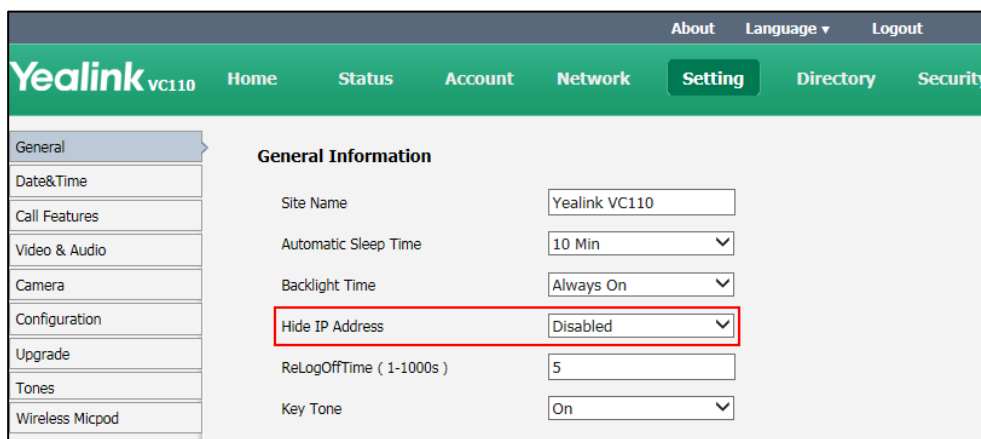 About Language ▾ Logout
Yealink VC110 Home Status Account Network Setting Directory Security
General
Date&Time
Call Features
Video & Audio
Camera
Configuration
Upgrade
Tones
Wireless Micpod
General Information
Site Name Yealink VC110
Automatic Sleep Time 10 Min
Backlight Time Always On
Hide IP Address Disabled
ReLogOffTime ( 1-1000s ) 5
Key Tone On